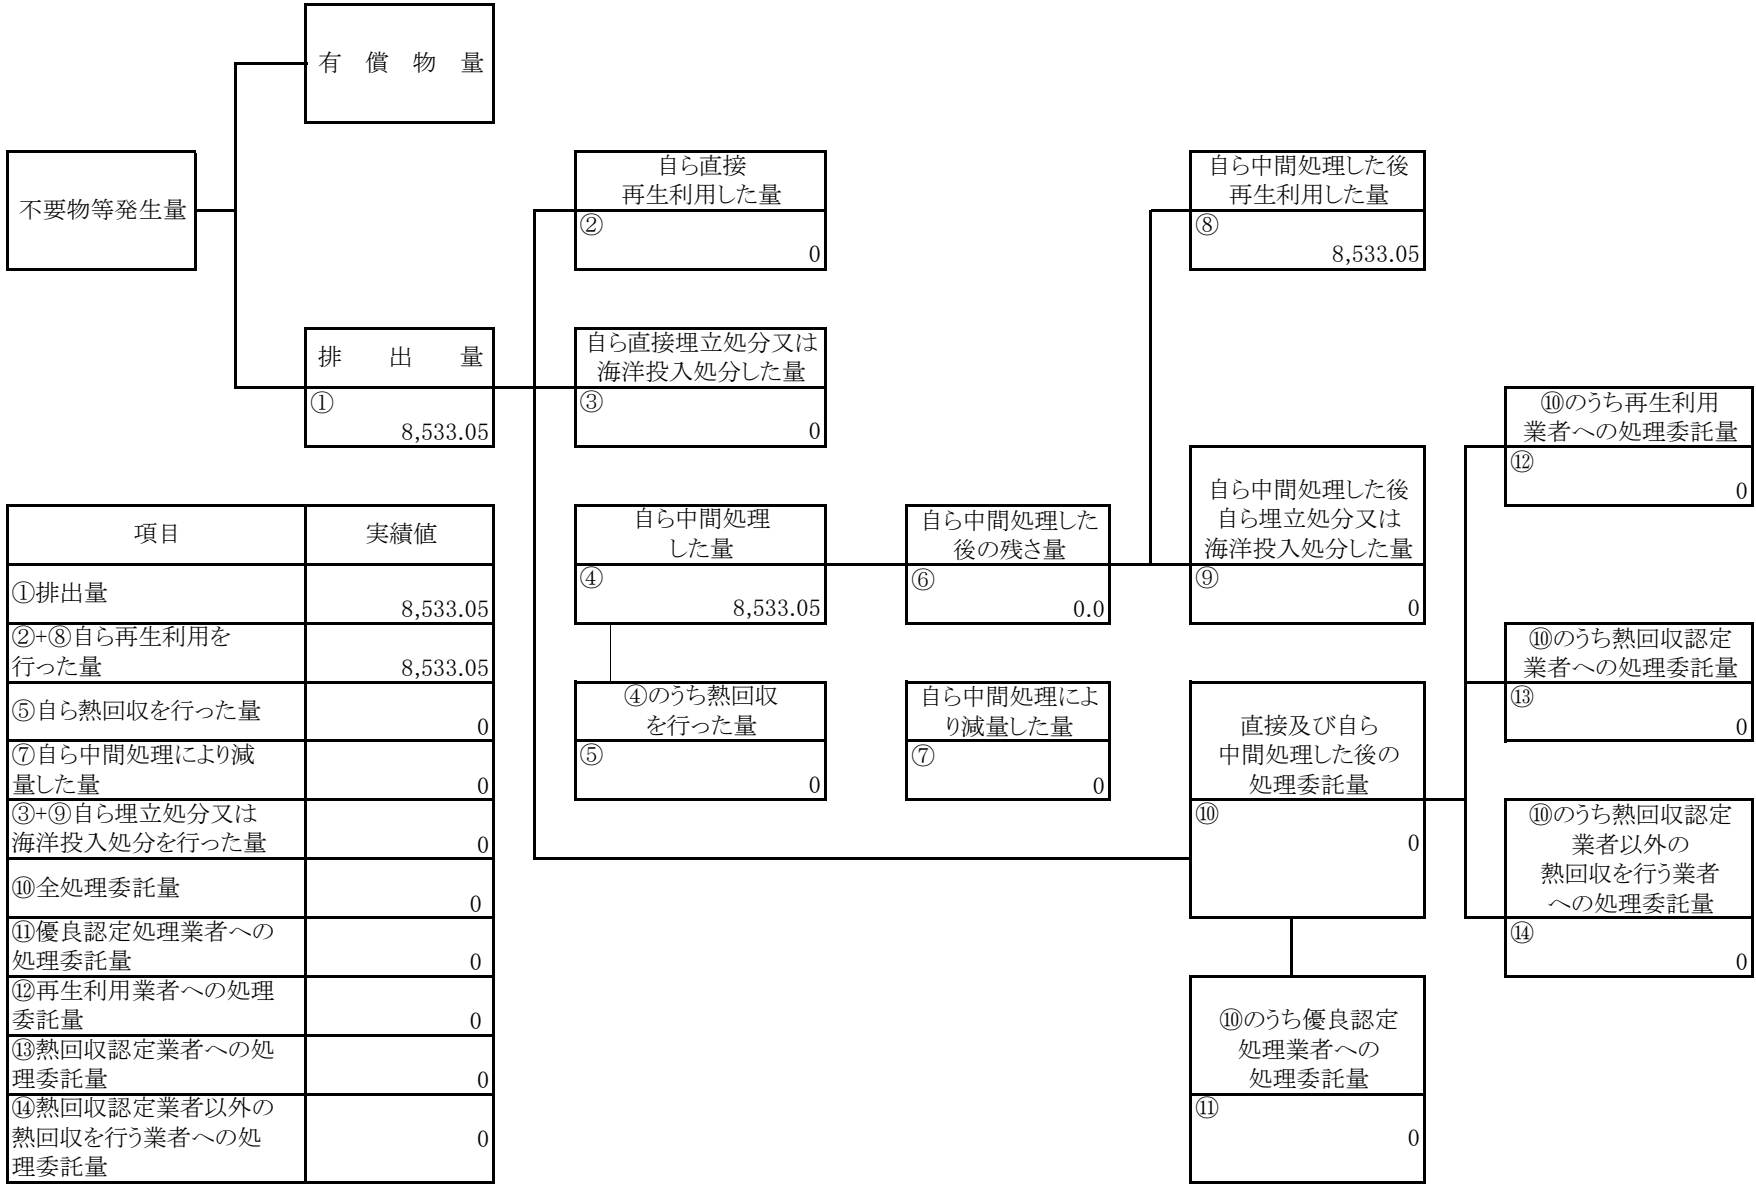 有　償　物　量
不要物等発生量
自ら直接
再生利用した量
②
0
自ら中間処理した後
再生利用した量
⑧
8,533.05
排　出　量
①
8,533.05
自ら直接埋立処分又は
海洋投入処分した量
③
0
⑩のうち再生利用
業者への処理委託量
⑫
0
自ら中間処理
した量
④
8,533.05
自ら中間処理した
後の残さ量
⑥
0.0
自ら中間処理した後
自ら埋立処分又は
海洋投入処分した量
⑨
0
⑩のうち熱回収認定
業者への処理委託量
⑬
0
④のうち熱回収
を行った量
⑤
0
自ら中間処理によ
り減量した量
⑦
0
直接及び自ら
中間処理した後の
処理委託量
⑩
0
⑩のうち熱回収認定
業者以外の
熱回収を行う業者
への処理委託量
⑭
0
⑩のうち優良認定
処理業者への
処理委託量
⑪
0
項目　実績値
①排出量
8,533.05
②+⑧自ら再生利用を
行った量　8,533.05
⑤自ら熱回収を行った量
0
⑦自ら中間処理により減
量した量　0
③+⑨自ら埋立処分又は
海洋投入処分を行った量　0
⑩全処理委託量
0
⑪優良認定処理業者への
処理委託量　0
⑫再生利用業者への処理
委託量　0
⑬熱回収認定業者への処
理委託量　0
⑭熱回収認定業者以外の
熱回収を行う業者への処　0
理委託量